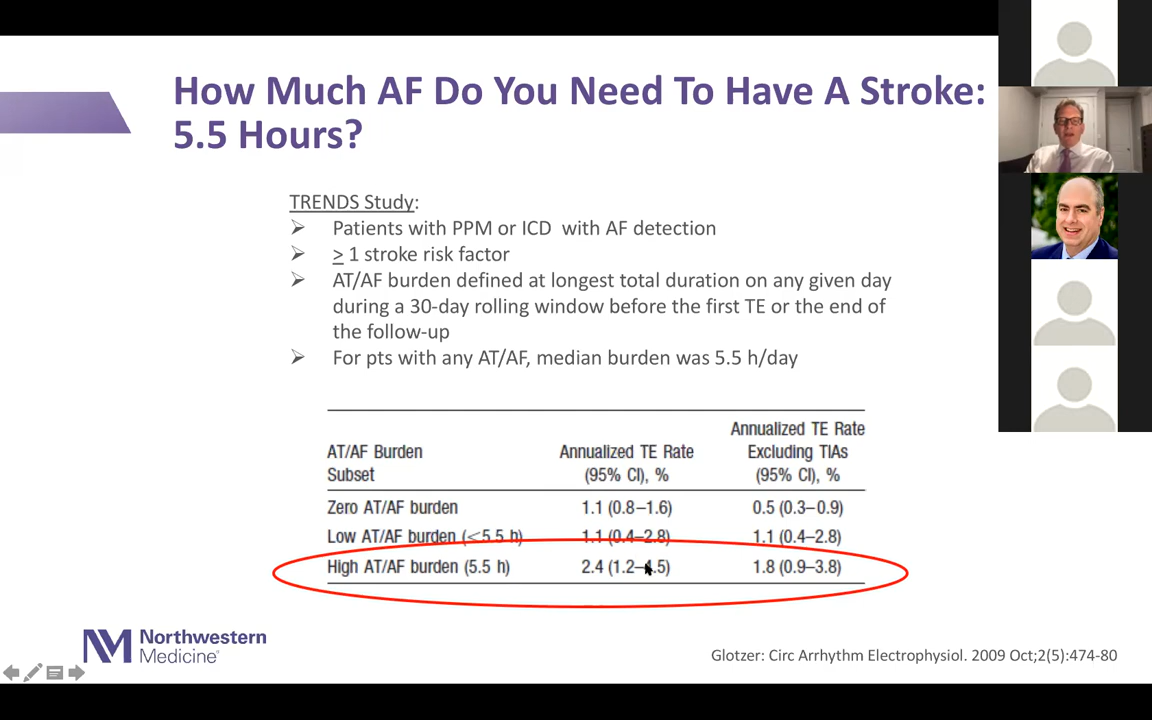 How Much AF Do You Need To Have A Stroke:
5.5 Hours?
TRENDS Study:
➢ Patients with PPM or ICD with AF detection
➢ > 1 stroke risk factor
➢ AT/AF burden defined at longest total duration on any given day
during a 30-day rolling window before the first TE or the end of
the follow-up
➢ For pts with any AT/AF, median burden was 5.5 h/day
AT/AF Burden Subset
Annualized TE Rate (95% CI), %
Annualized TE Rate Excluding TIAs (95% CI), %
Zero AT/AF burden 1.1 (0.8–1.6) 0.5 (0.3–0.9)
Low AT/AF burden (<5.5 h) 1.1 (0.4–2.8) 1.1 (0.4–2.8)
High AT/AF burden (5.5 h) 2.4 (1.2–4.5) 1.8 (0.9–3.8)
NM Northwestern
Medicine®
Glotzer: Circ Arrhythm Electrophysiol. 2009 Oct;2(5):474-80